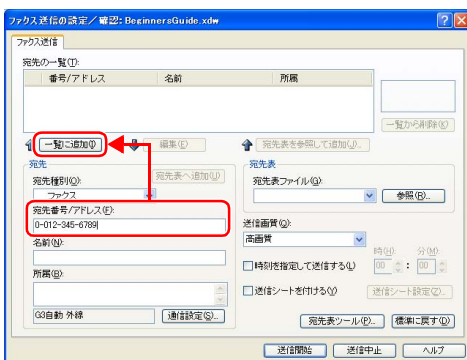 ファクス送信の設定／確認: BeginnersGuide.xdw
ファクス送信
宛先の一覧(T):
番号/アドレス 名前 所属
一覧から削除(K)
一覧に追加(I) 編集(E) 宛先表を参照して追加(J)...
宛先
宛先種別(O): 宛先表へ追加(U)
ファクス
宛先番号/アドレス(F):
0-012-345-6789
名前(N):
所属(B):
G3自動 外線 通信設定(S)...
宛先表
宛先表ファイル(G):
参照(R)...
送信画質(Q):
高画質
時(H): 分(M):
時刻を指定して送信する(L) 00 : 00
送信シートを付ける(Y) 送信シート設定(Z)...
宛先表ツール(P)... 標準に戻す(D)
送信開始 送信中止 ヘルプ